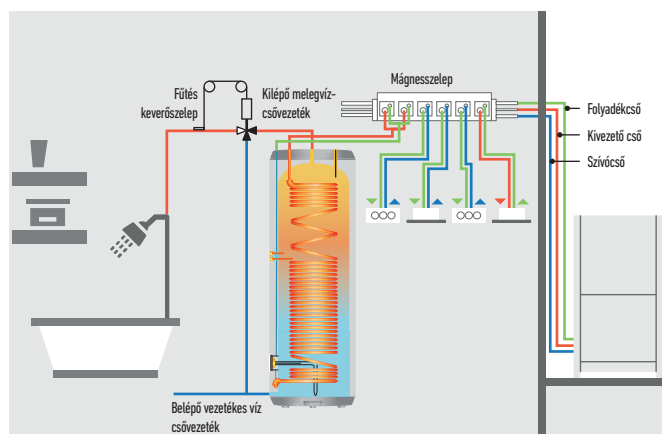 Fűtés
keverőszelep
Kilépő melegvíz-
csővezeték
Mágnesszelep
Folyadékcső
Kivezető cső
Szívócső
Belépő vezetékes víz
csővezeték